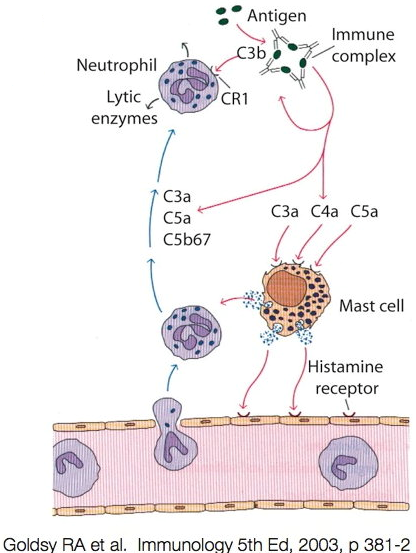 Antigen
Immune
complex
C3b
Neutrophil
CR1
Lytic
enzymes
C3a
C5a
C5b67
C3a C4a C5a
Mast cell
Histamine
receptor
Goldsy RA et al. Immunology 5th Ed, 2003, p 381-2